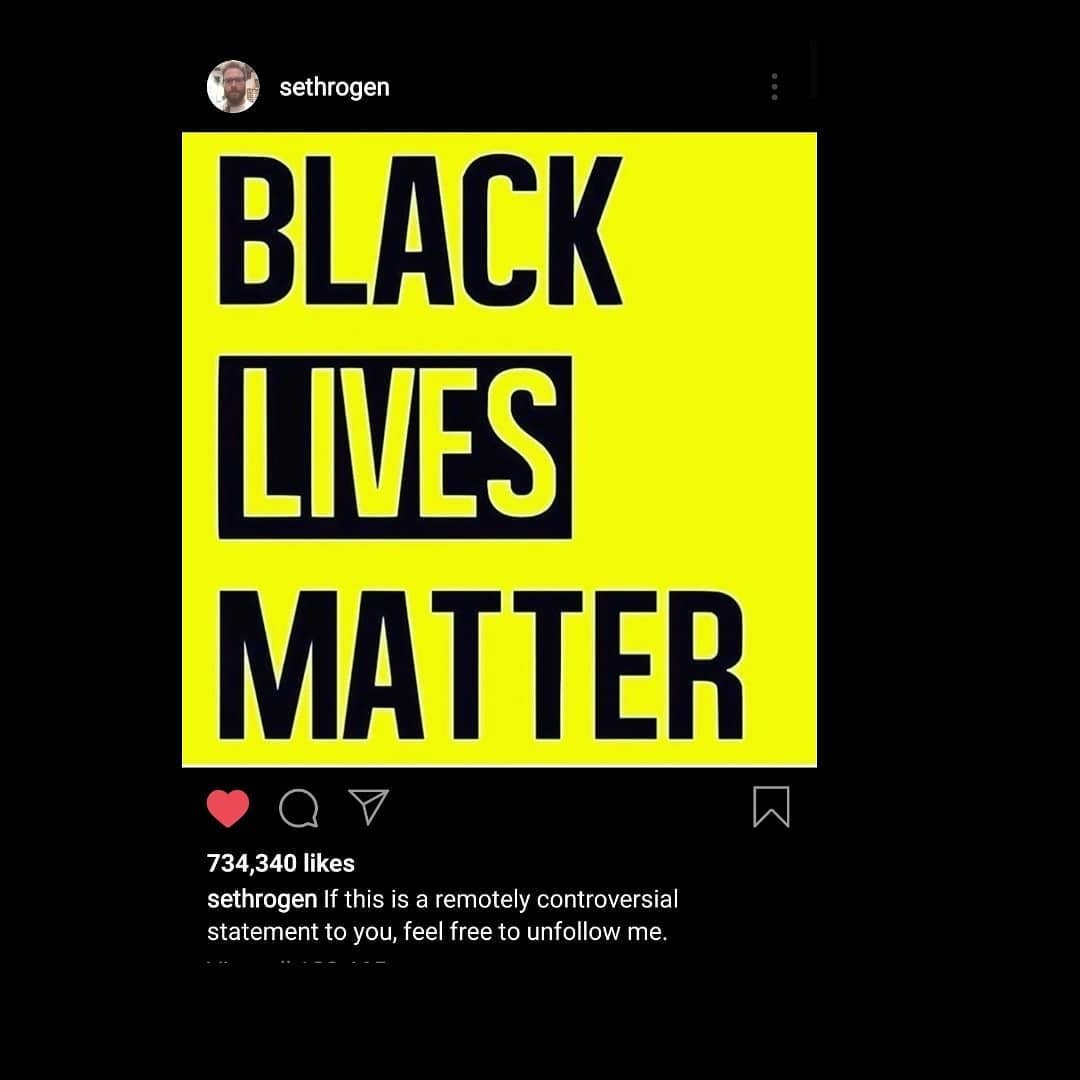 sethrogen
BLACK
LIVES
MATTER
734,340 likes
sethrogen If this is a remotely controversial
statement to you, feel free to unfollow me.